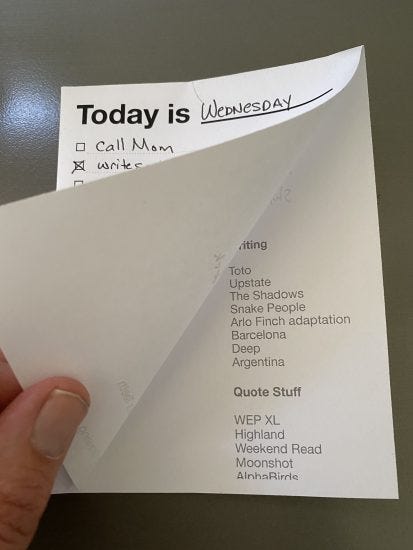 Today is WEDNESDAY
Call Mom
Toto
Upstate
The Shadows
Snake People
Arlo Finch adaptation
Barcelona
Deep
Argentina
Quote Stuff
WEP XL
Highland
Weekend Read
Moonshot
AlphaBirds